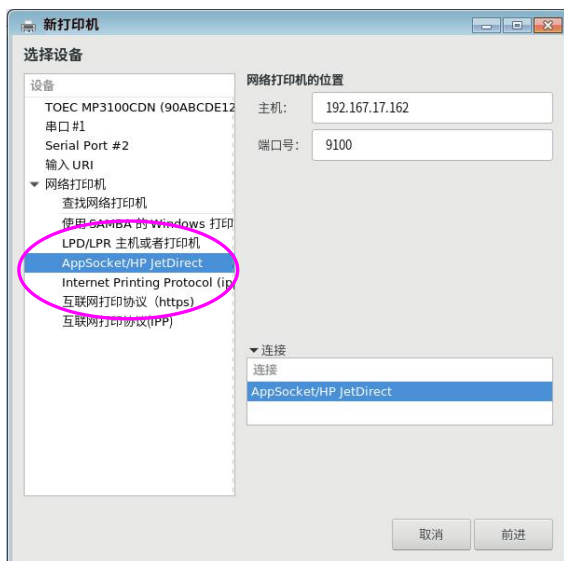 新打印机
选择设备
设备
TOEC MP3100CDN (90ABCDE12
串口 #1
Serial Port #2
输入 URI
网络打印机
查找网络打印机
使用 SAMBA 的 Windows 打印
LPD/LPR 主机或者打印机
AppSocket/HP JetDirect
Internet Printing Protocol (ip
互联网打印协议（https)
互联网打印协议(IPP)
网络打印机的位置
主机： 192.167.17.162
端口号： 9100
连接
连接
AppSocket/HP JetDirect
取消 前进